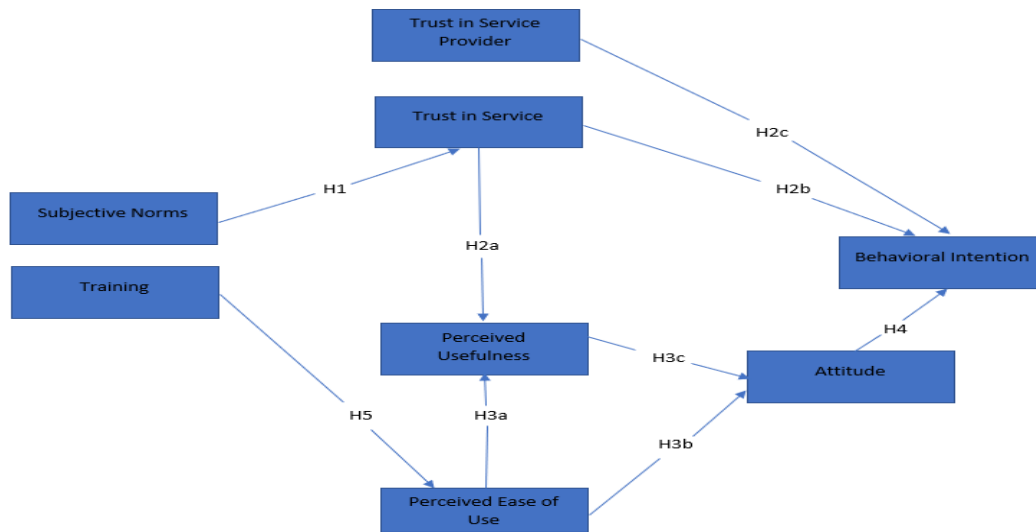 Trust in Service
Provider
Trust in Service
H2c
H1
H2b
Subjective Norms
H2a
Behavioral Intention
Training
H4
Perceived
Usefulness
H3c
Attitude
H5
H3a
H3b
Perceived Ease of
Use